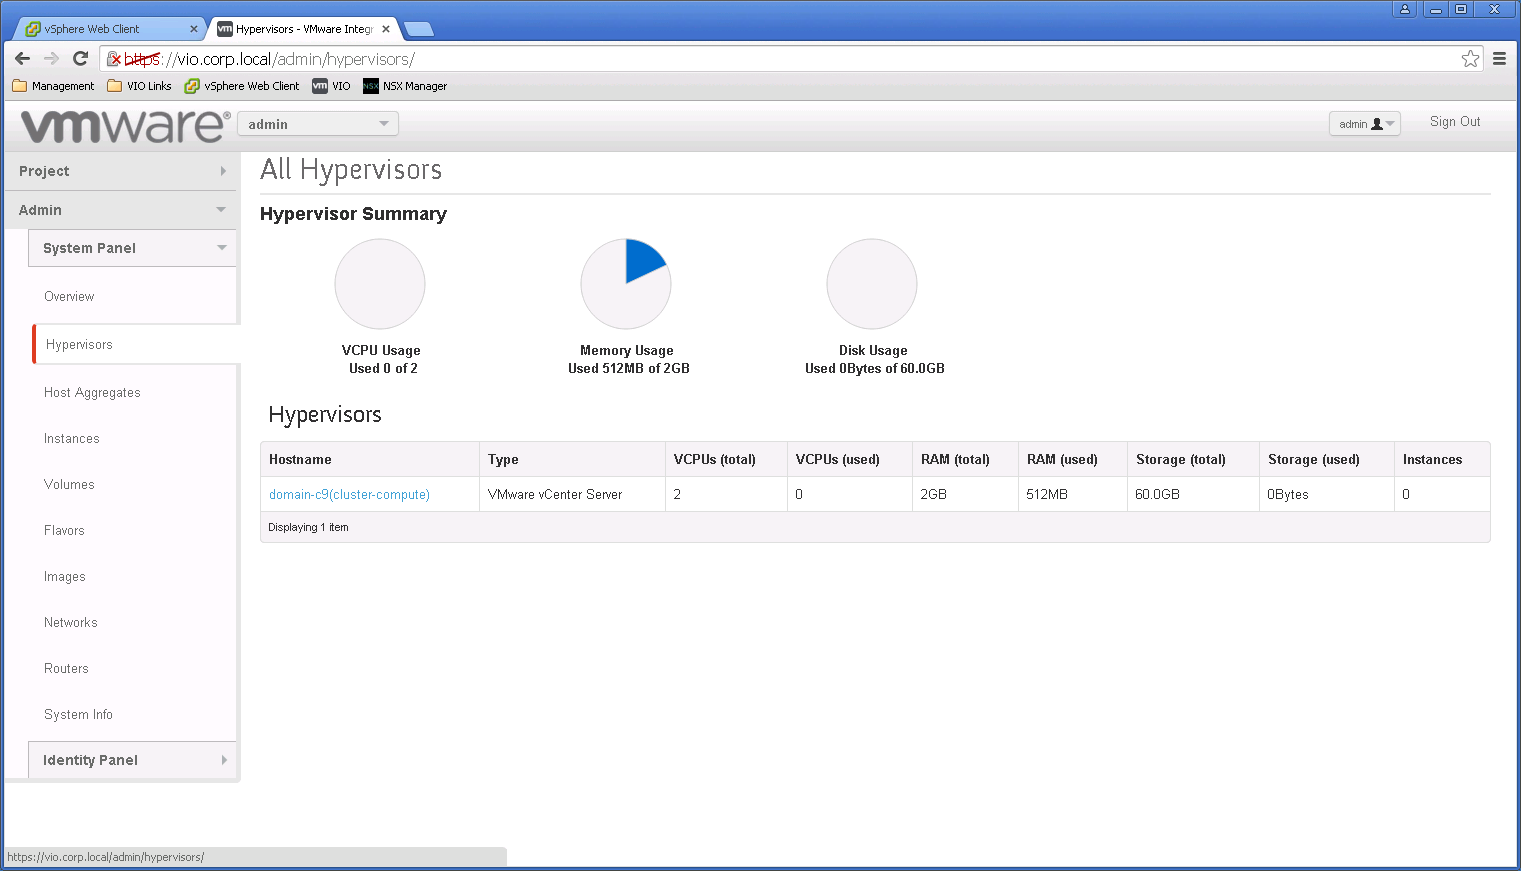 vSphere Web Client
Hypervisors - VMware Integr
https://vio.corp.local/admin/hypervisors/
Management VIO Links vSphere Web Client vm VIO NSX NSX Manager
vmware® admin admin Sign Out
Project
Admin
System Panel
Overview
Hypervisors
Host Aggregates
Instances
Volumes
Flavors
Images
Networks
Routers
System Info
Identity Panel
All Hypervisors
Hypervisor Summary
VCPU Usage
Used 0 of 2
Memory Usage
Used 512MB of 2GB
Disk Usage
Used 0Bytes of 60.0GB
Hypervisors
Hostname Type VCPUs (total) VCPUs (used) RAM (total) RAM (used) Storage (total) Storage (used) Instances
domain-c9(cluster-compute) VMware vCenter Server 2 0 2GB 512MB 60.0GB 0Bytes 0
Displaying 1 item
https://vio.corp.local/admin/hypervisors/